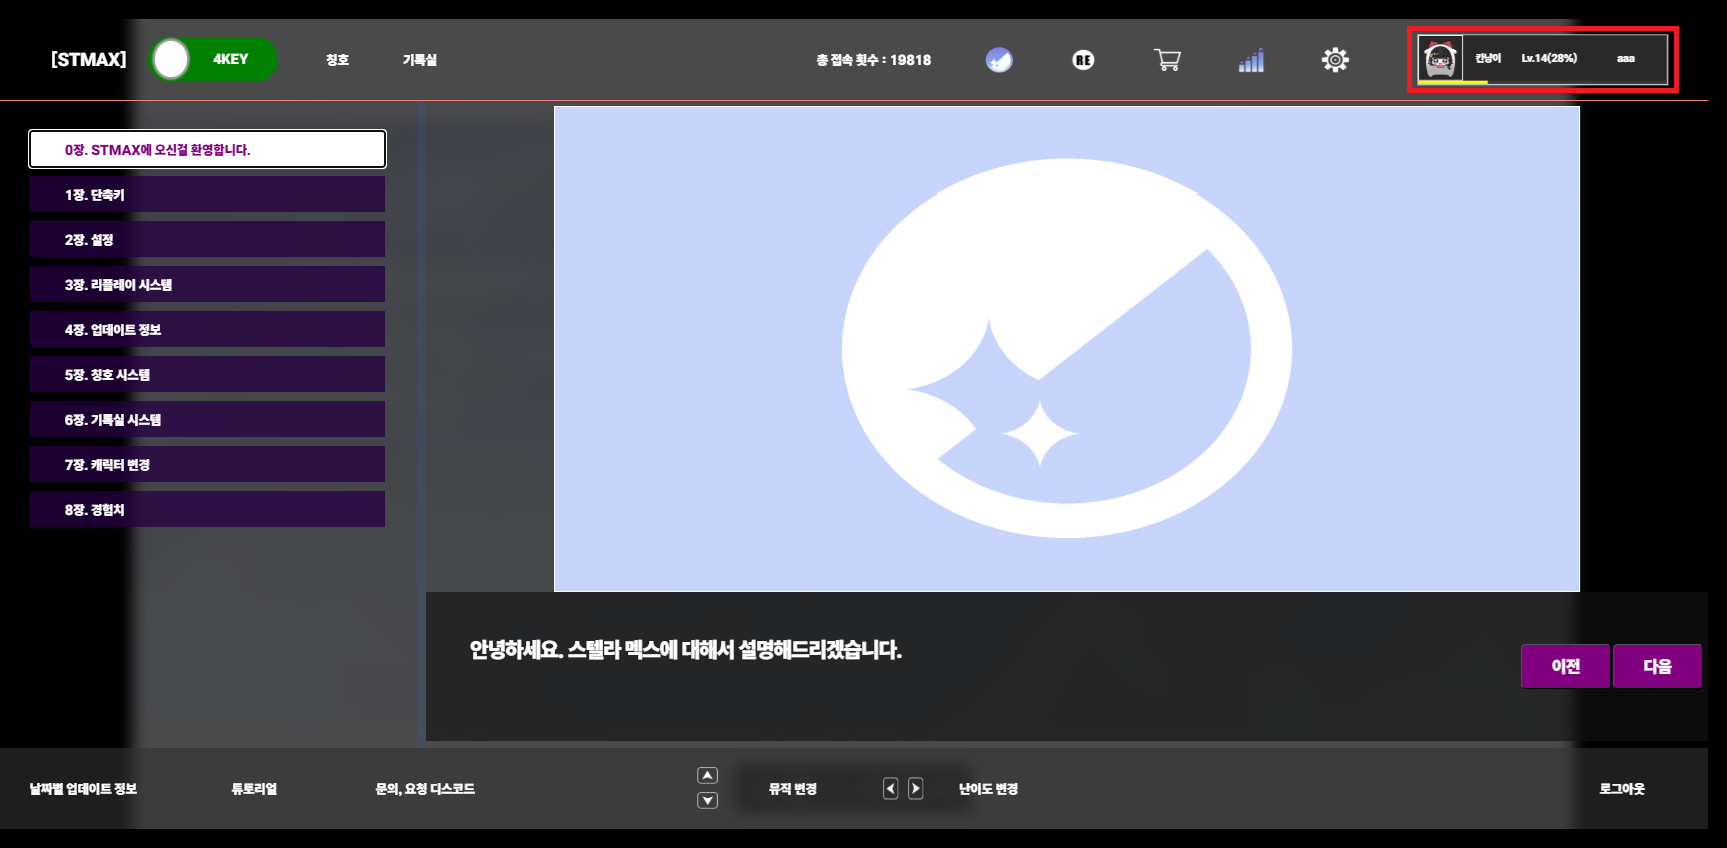 [STMAX]
4KEY
칭호
기록실
총 접속 횟수 : 19818
RE
칸냥이
Lv.14(28%)
aaa
0장. STMAX에 오신걸 환영합니다.
1장. 단축키
2장. 설정
3장. 리플레이 시스템
4장. 업데이트 정보
5장. 칭호 시스템
6장. 기록실 시스템
7장. 캐릭터 변경
8장. 경험치
안녕하세요. 스텔라 멕스에 대해서 설명해드리겠습니다.
이전
다음
날짜별 업데이트 정보
튜토리얼
문의, 요청 디스코드
뮤직 변경
난이도 변경
로그아웃